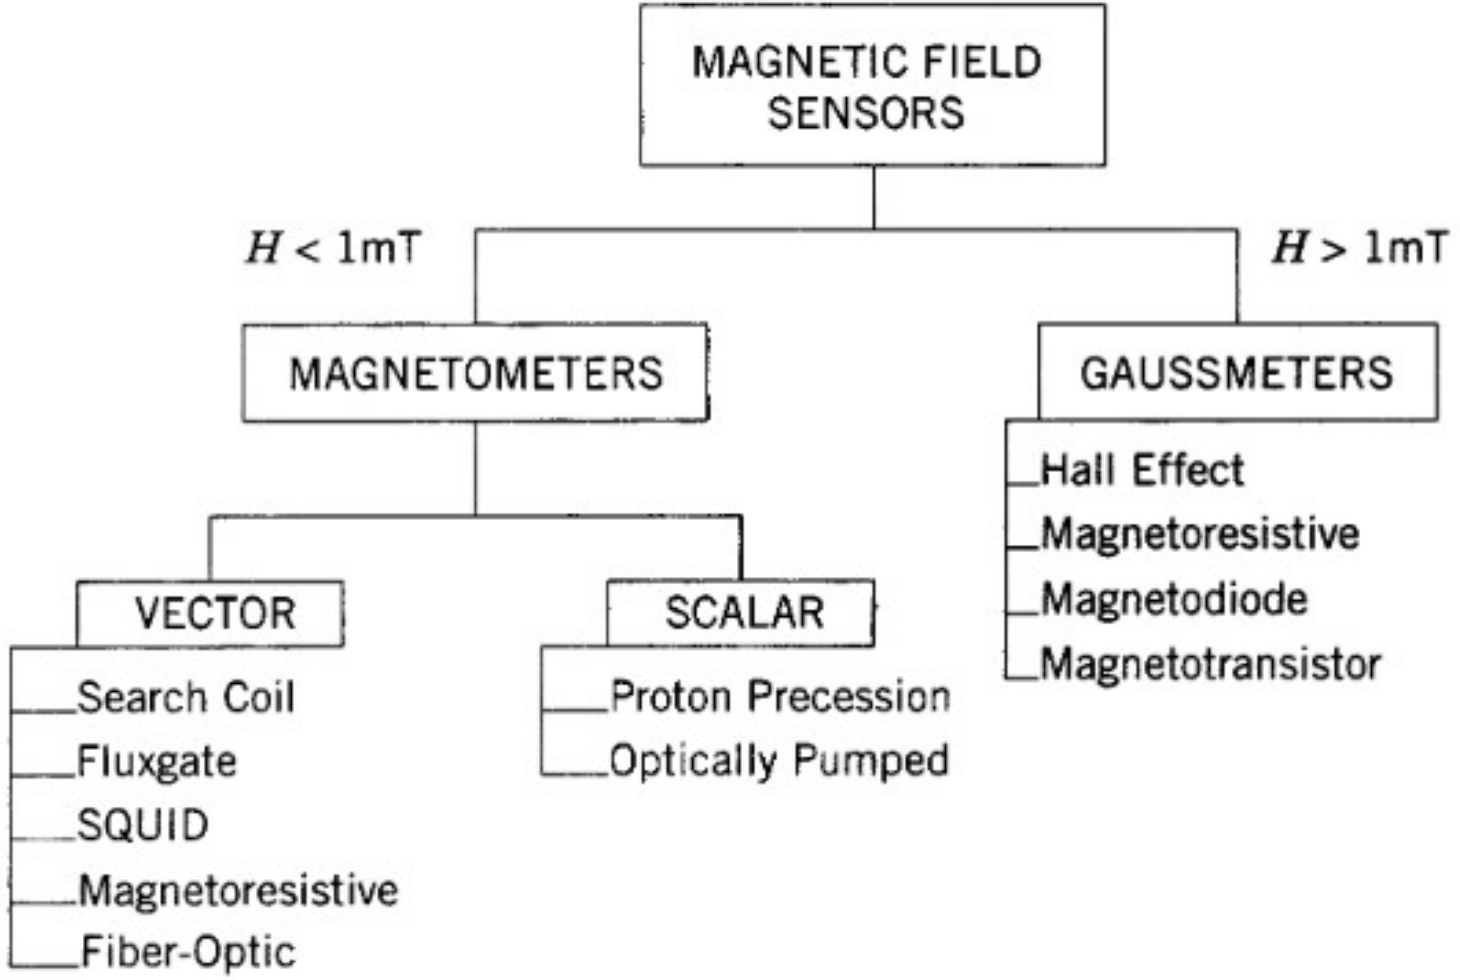 MAGNETIC FIELD
SENSORS
H < 1mT
H > 1mT
MAGNETOMETERS
GAUSSMETERS
Hall Effect
Magnetoresistive
Magnetodiode
Magnetotransistor
VECTOR
SCALAR
Search Coil
Fluxgate
SQUID
Magnetoresistive
Fiber-Optic
Proton Precession
Optically Pumped